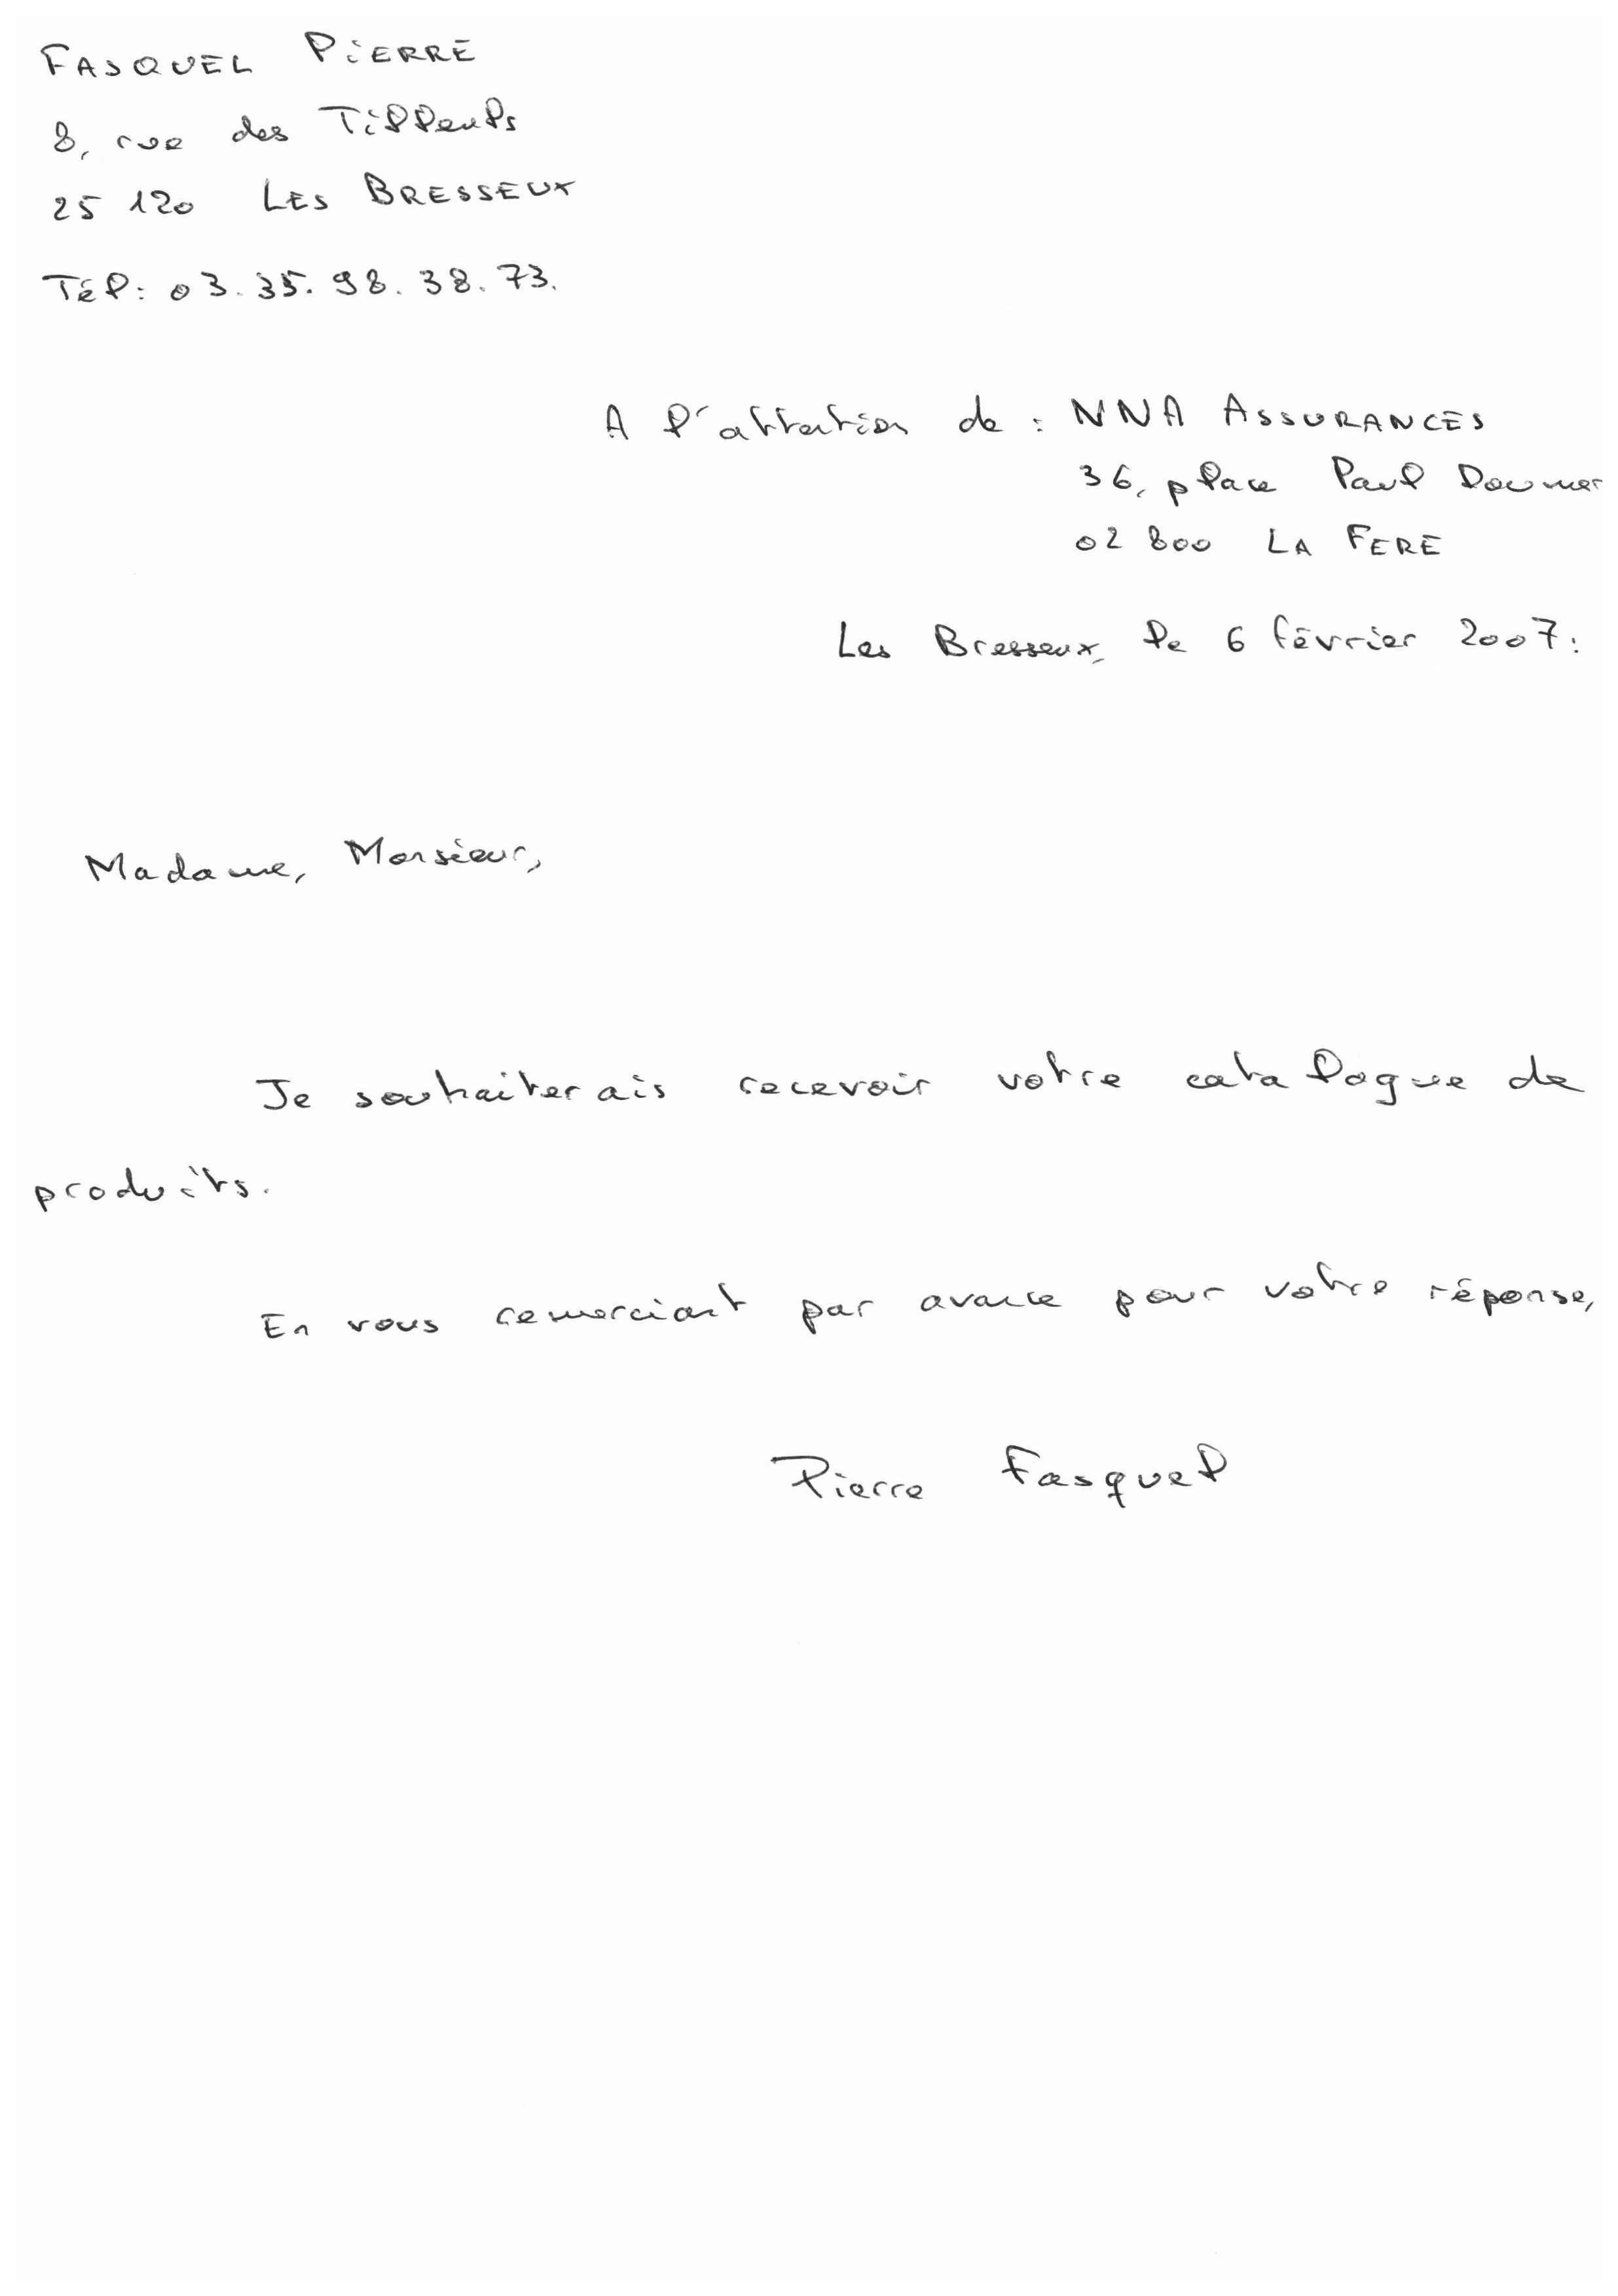 FASQUEL PiERRE
8, rue des Tilleuls
25 120 LES BRESSEUX
Tél: 03.35.98.38.73.
A l'attention de : NNA ASSURANCES
36, place Paul Doumer
02 800 LA FERE
Les Bresseux, le 6 février 2007:
Madame, Monsieur,
Je souhaiterais recevoir votre catalogue de
produits.
En vous remerciant par avance pour votre réponse,
Pierre Fasquel